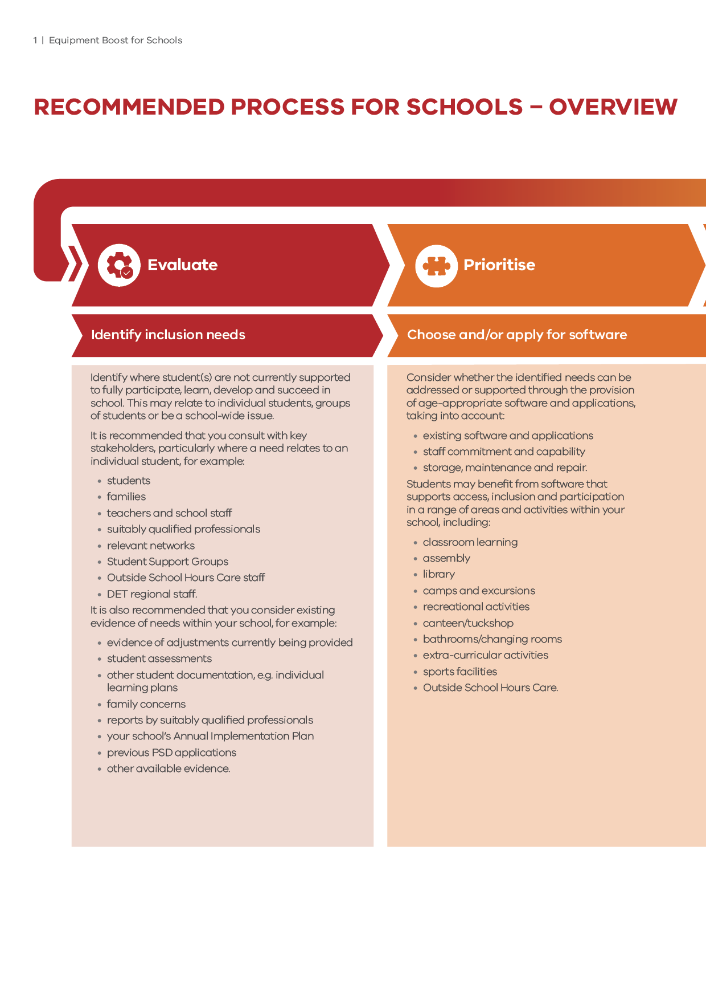 1 | Equipment Boost for Schools
RECOMMENDED PROCESS FOR SCHOOLS – OVERVIEW
Evaluate
Identify inclusion needs
Identify where student(s) are not currently supported
to fully participate, learn, develop and succeed in
school. This may relate to individual students, groups
of students or be a school-wide issue.
It is recommended that you consult with key
stakeholders, particularly where a need relates to an
individual student, for example:
• students
• families
• teachers and school staff
• suitably qualified professionals
• relevant networks
• Student Support Groups
• Outside School Hours Care staff
• DET regional staff.
It is also recommended that you consider existing
evidence of needs within your school, for example:
• evidence of adjustments currently being provided
• student assessments
• other student documentation, e.g. individual
learning plans
• family concerns
• reports by suitably qualified professionals
• your school's Annual Implementation Plan
• previous PSD applications
• other available evidence.
Prioritise
Choose and/or apply for software
Consider whether the identified needs can be
addressed or supported through the provision
of age-appropriate software and applications,
taking into account:
• existing software and applications
• staff commitment and capability
• storage, maintenance and repair.
Students may benefit from software that
supports access, inclusion and participation
in a range of areas and activities within your
school, including:
• classroom learning
• assembly
• library
• camps and excursions
• recreational activities
• canteen/tuckshop
• bathrooms/changing rooms
• extra-curricular activities
• sports facilities
• Outside School Hours Care.